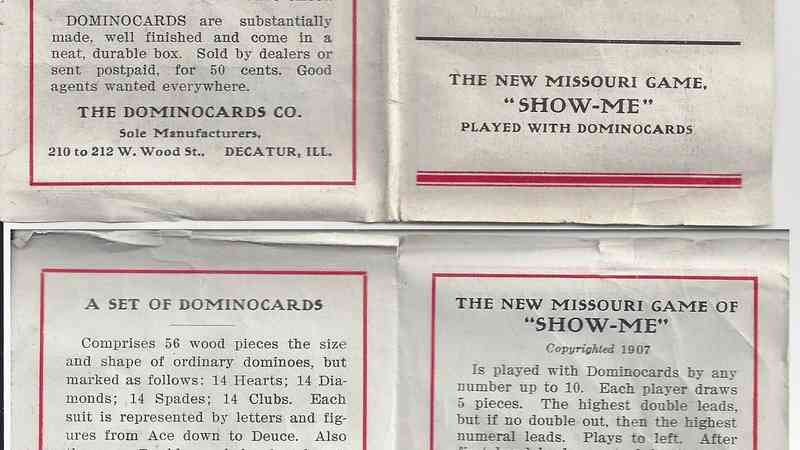 DOMINOCARDS are substantially
made, well finished and come in a
neat, durable box. Sold by dealers or
sent postpaid, for 50 cents. Good
agents wanted everywhere.
THE DOMINOCARDS CO.
Sole Manufacturers,
210 to 212 W. Wood St., DECATUR, ILL.
THE NEW MISSOURI GAME,
"SHOW-ME"
PLAYED WITH DOMINOCARDS
A SET OF DOMINOCARDS
Comprises 56 wood pieces the size
and shape of ordinary dominoes, but
marked as follows: 14 Hearts; 14 Dia-
monds; 14 Spades; 14 Clubs. Each
suit is represented by letters and fig-
ures from Ace down to Deuce. Also
THE NEW MISSOURI GAME OF
"SHOW-ME"
Copyrighted 1907
Is played with Dominocards by any
number up to 10. Each player draws
5 pieces. The highest double leads,
but if no double out, then the highest
numeral leads. Plays to left. After